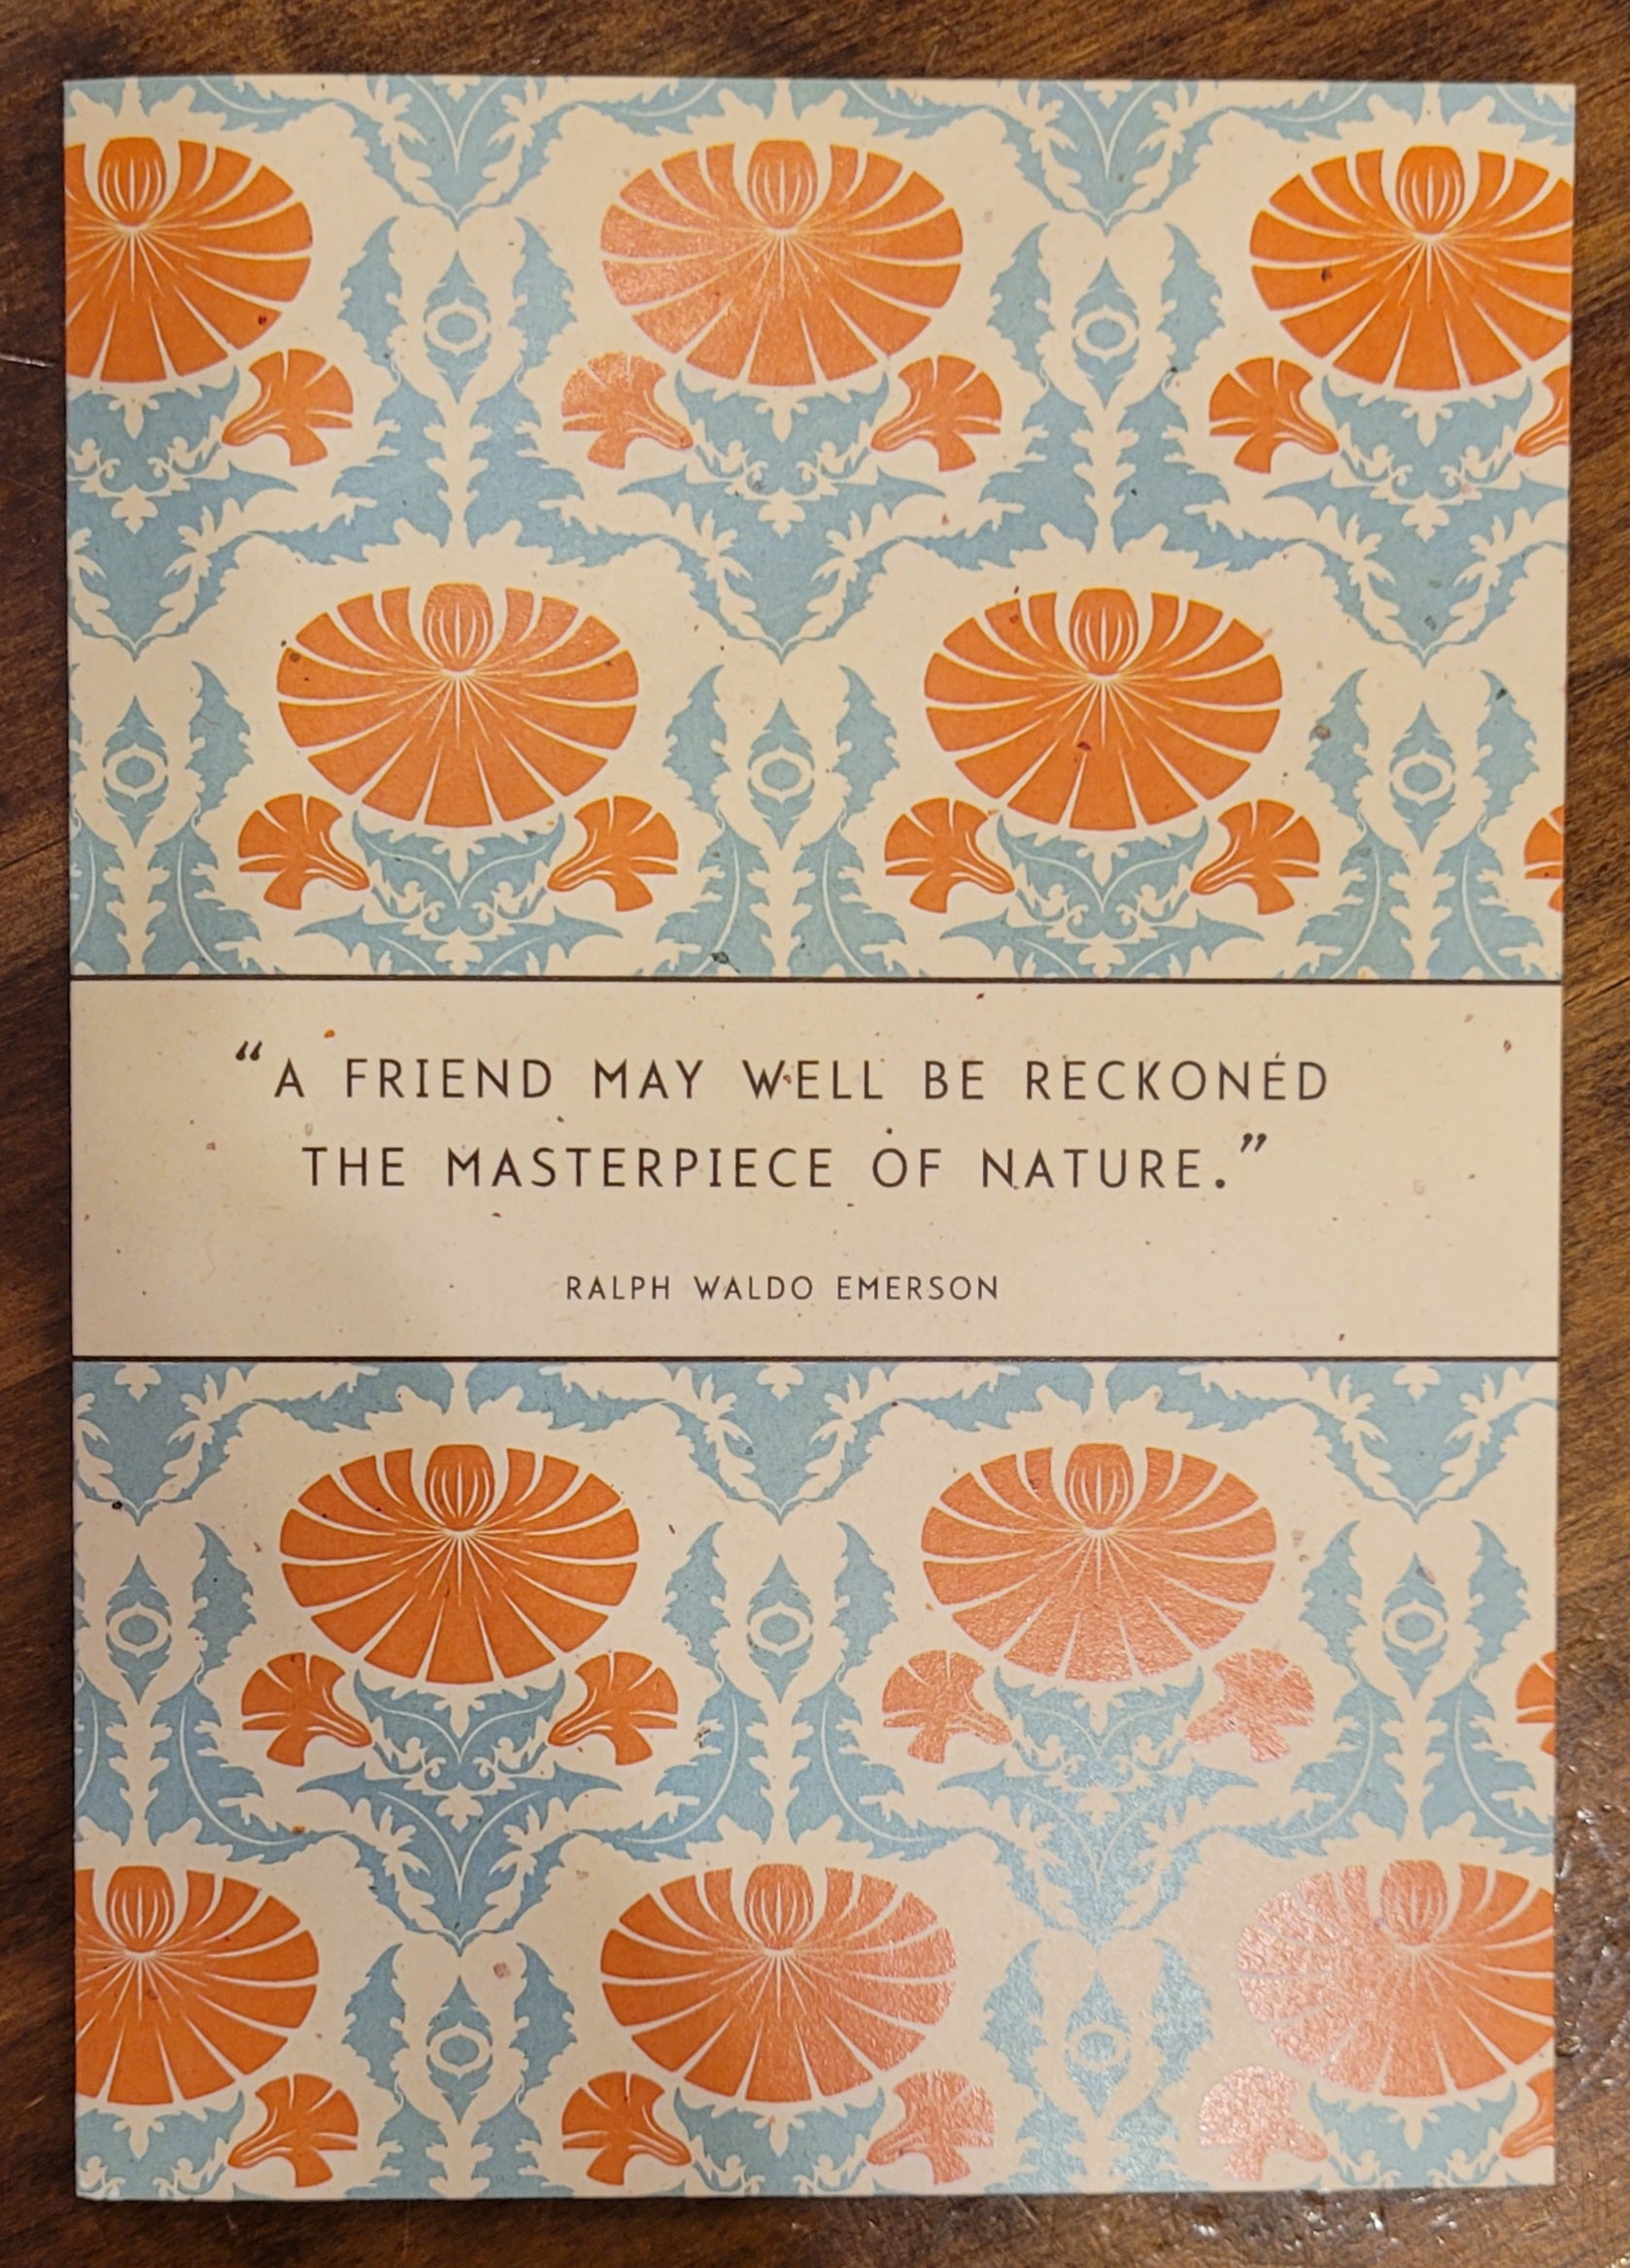 “A FRIEND MAY WELL BE RECKONED
THE MASTERPIECE OF NATURE.”
RALPH WALDO EMERSON